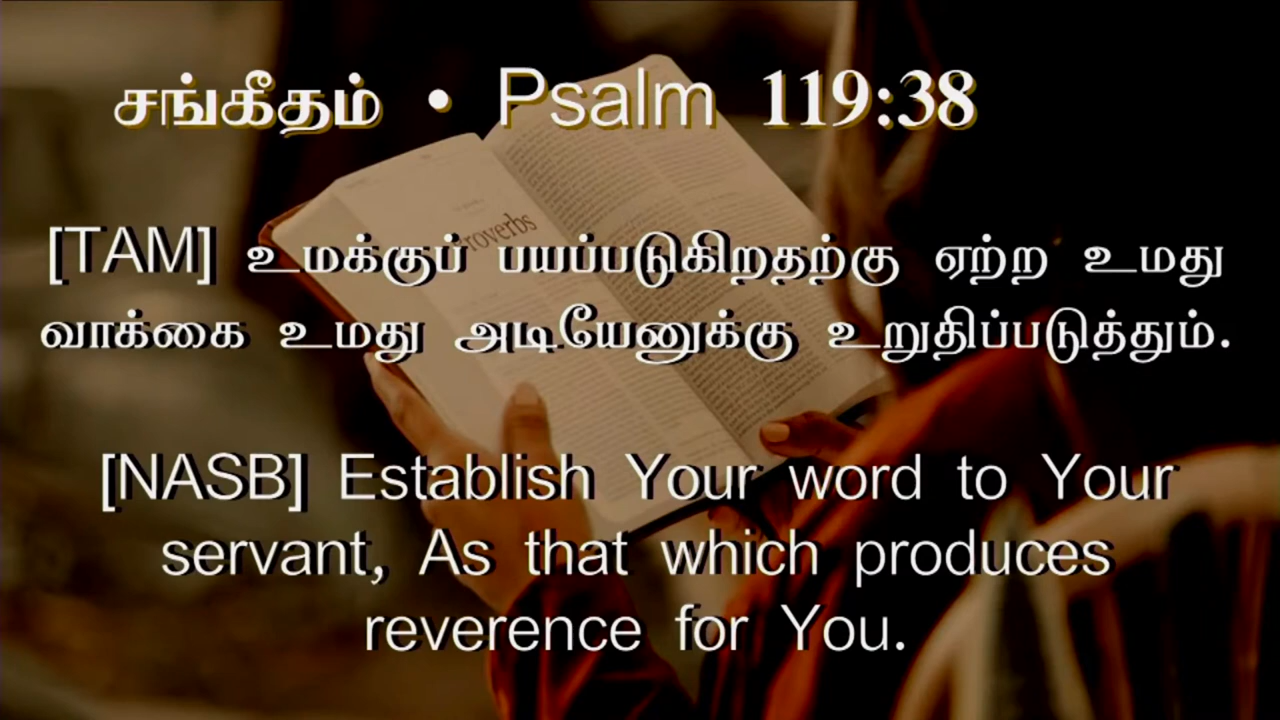 சங்கீதம் • Psalm 119:38
[TAM] உமக்குப் பயப்படுகிறதற்கு ஏற்ற உமது
வாக்கை உமது அடியேனுக்கு உறுதிப்படுத்தும்.
[NASB] Establish Your word to Your
servant, As that which produces
reverence for You.